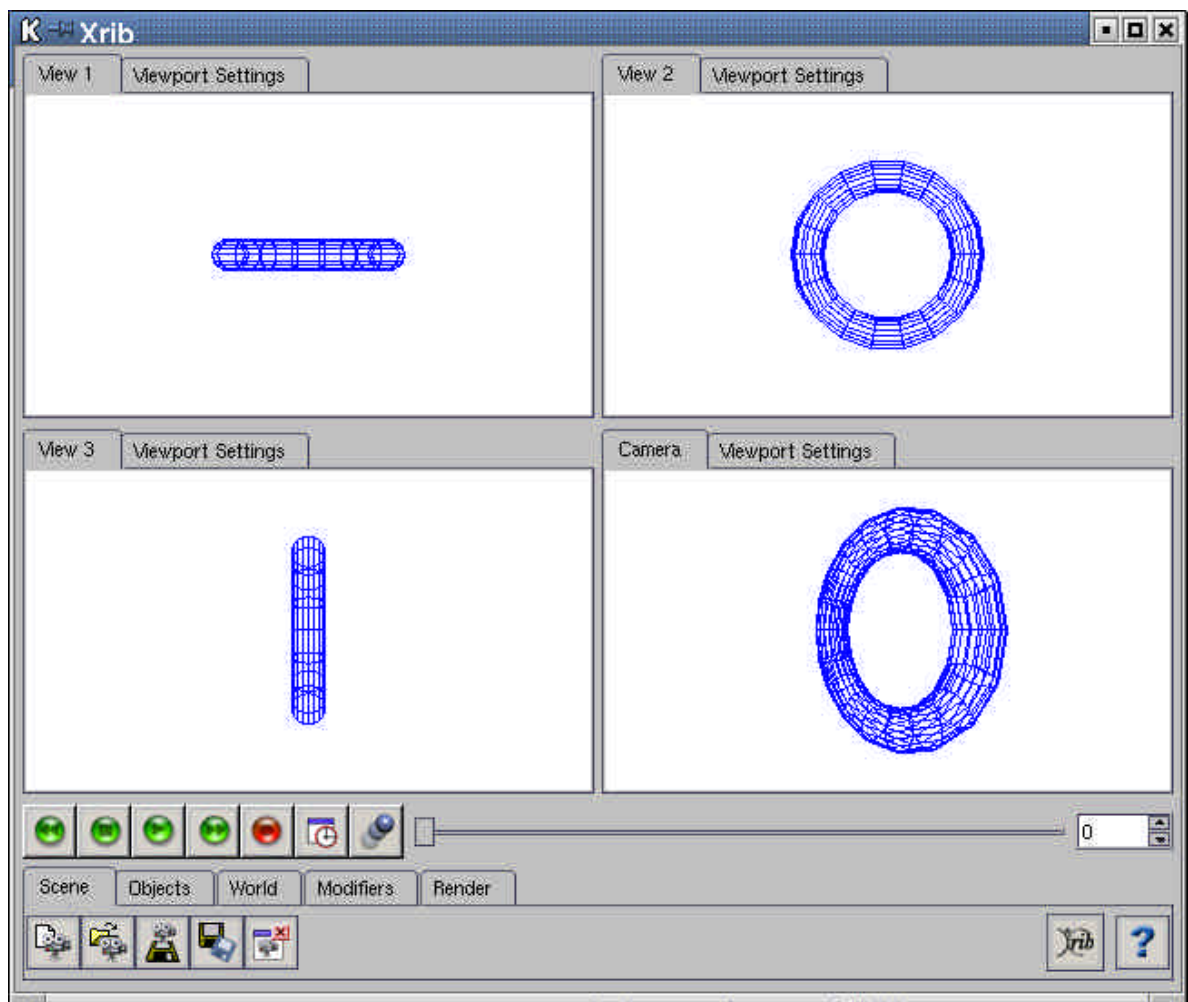 Xrib
View 1 Viewport Settings
View 2 Viewport Settings
View 3 Viewport Settings
Camera Viewport Settings
0
Scene Objects World Modifiers Render
Xrib ?